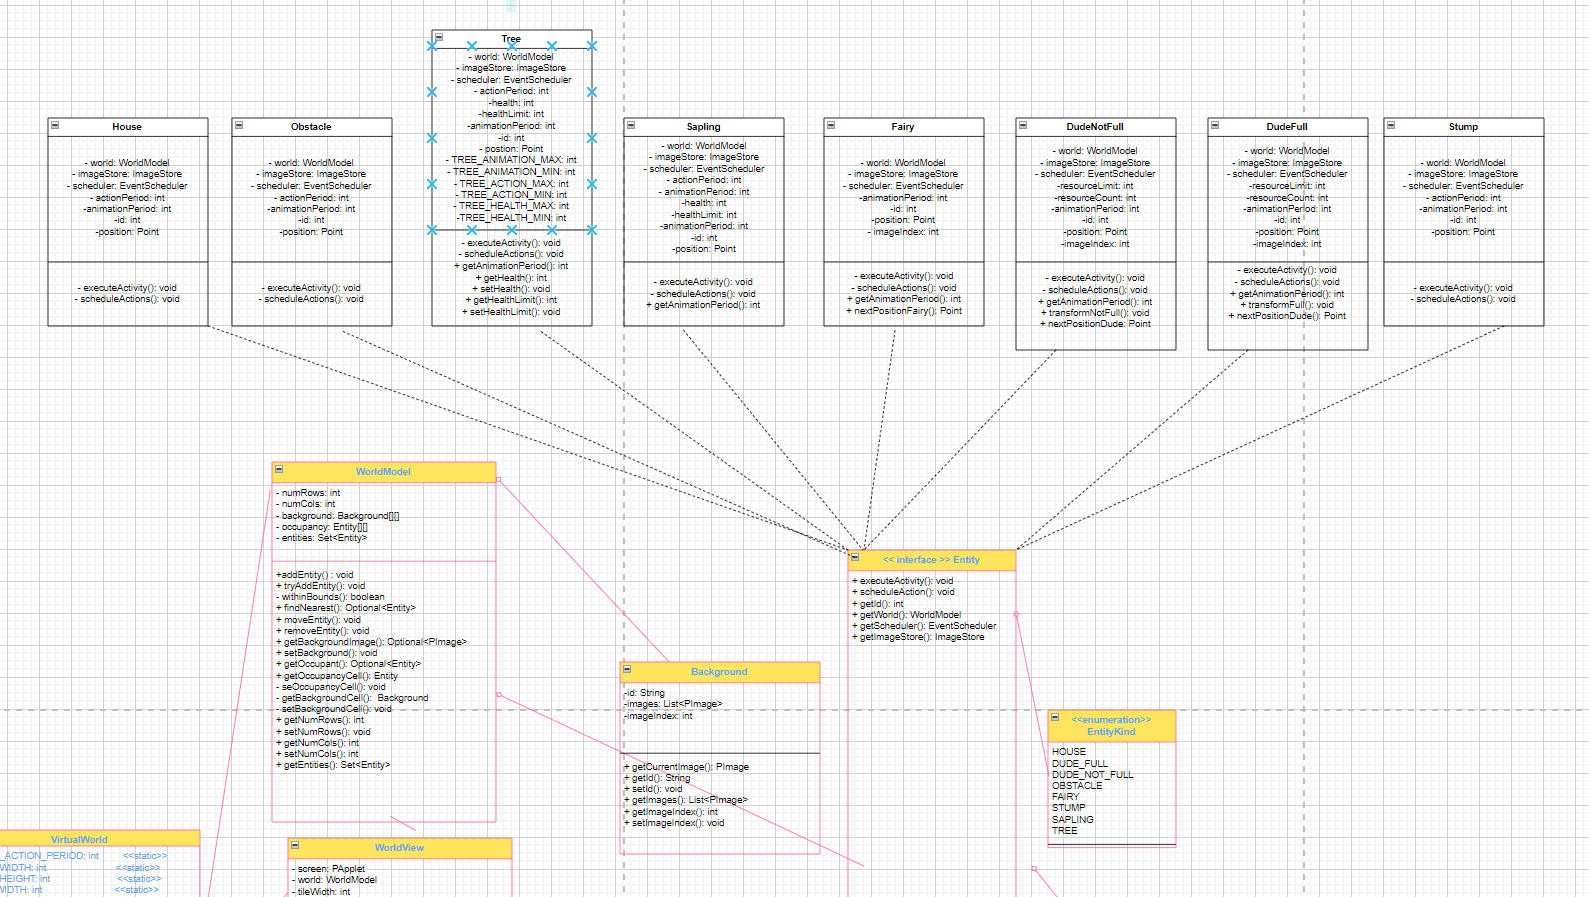 Tree
- world: WorldModel
- imageStore: ImageStore
- scheduler: EventScheduler
- actionPeriod: int
-health: int
-healthLimit: int
-animationPeriod: int
-id: int
- postion: Point
- TREE_ANIMATION_MAX: int
- TREE_ANIMATION_MIN: int
- TREE_ACTION_MAX: int
- TREE_ACTION_MIN: int
- TREE_HEALTH_MAX: int
-TREE_HEALTH_MIN: int
- executeActivity(): void
- scheduleActions(): void
+ getAnimationPeriod(): int
+ getHealth(): int
+ setHealth(): void
+ getHealthLimit(): int
+ setHealthLimit(): void
House
- world: WorldModel
- imageStore: ImageStore
- scheduler: EventScheduler
- actionPeriod: int
-animationPeriod: int
-id: int
-position: Point
- executeActivity(): void
- scheduleActions(): void
Obstacle
- world: WorldModel
- imageStore: ImageStore
- scheduler: EventScheduler
- actionPeriod: int
-animationPeriod: int
-id: int
-position: Point
- executeActivity(): void
- scheduleActions(): void
Sapling
- world: WorldModel
- imageStore: ImageStore
- scheduler: EventScheduler
- actionPeriod: int
- animationPeriod: int
-health: int
-healthLimit: int
-animationPeriod: int
-id: int
-position: Point
- executeActivity(): void
- scheduleActions(): void
+ getAnimationPeriod(): int
Fairy
- world: WorldModel
- imageStore: ImageStore
- scheduler: EventScheduler
-animationPeriod: int
-id: int
-position: Point
- imageIndex: int
- executeActivity(): void
- scheduleActions(): void
+ getAnimationPeriod(): int
+ nextPositionFairy(): Point
DudeNotFull
- world: WorldModel
- imageStore: ImageStore
- scheduler: EventScheduler
-resourceLimit: int
-resourceCount: int
-animationPeriod: int
-id: int
-position: Point
-imageIndex: int
- executeActivity(): void
- scheduleActions(): void
+ getAnimationPeriod(): int
+ transformNotFull(): void
+ nextPositionDude: Point
DudeFull
- world: WorldModel
- imageStore: ImageStore
- scheduler: EventScheduler
-resourceLimit: int
-resourceCount: int
-animationPeriod: int
-id: int
-position: Point
-imageIndex: int
- executeActivity(): void
- scheduleActions(): void
+ getAnimationPeriod(): int
+ transformFull(): void
+ nextPositionDude(): Point
Stump
- world: WorldModel
- imageStore: ImageStore
- scheduler: EventScheduler
- actionPeriod: int
-animationPeriod: int
-id: int
-position: Point
- executeActivity(): void
- scheduleActions(): void
WorldModel
- numRows: int
- numCols: int
- background: Background[][]
- occupancy: Entity[][]
- entities: Set<Entity>
+addEntity() : void
+ tryAddEntity(): void
- withinBounds(): boolean
+ findNearest(): Optional<Entity>
+ moveEntity(): void
+ removeEntity(): void
+ getBackgroundImage(): Optional<PImage>
+ setBackground(): void
+ getOccupant(): Optional<Entity>
+ getOccupancyCell(): Entity
- seOccupancyCell(): void
- getBackgroundCell(): Background
- setBackgroundCell(): void
+ getNumRows(): int
+ setNumRows(): void
+ getNumCols(): int
+ setNumCols(): int
+ getEntities(): Set<Entity>
<< interface >> Entity
+ executeActivity(): void
+ scheduleAction(): void
+ getId(): int
+ getWorld(): WorldModel
+ getScheduler(): EventScheduler
+ getImageStore(): ImageStore
Background
-id: String
-images: List<PImage>
-imageIndex: int
+ getCurrentImage(): PImage
+ getId(): String
+ setId(): void
+ getImages(): List<PImage>
+ getImageIndex(): int
+ setImageIndex(): void
<<enumeration>>
EntityKind
HOUSE
DUDE_FULL
DUDE_NOT_FULL
OBSTACLE
FAIRY
STUMP
SAPLING
TREE
VirtualWorld
_ACTION_PERIOD: int <<static>>
WIDTH: int <<static>>
HEIGHT: int <<static>>
WIDTH: int <<static>>
WorldView
- screen: PApplet
- world: WorldModel
- tileWidth: int